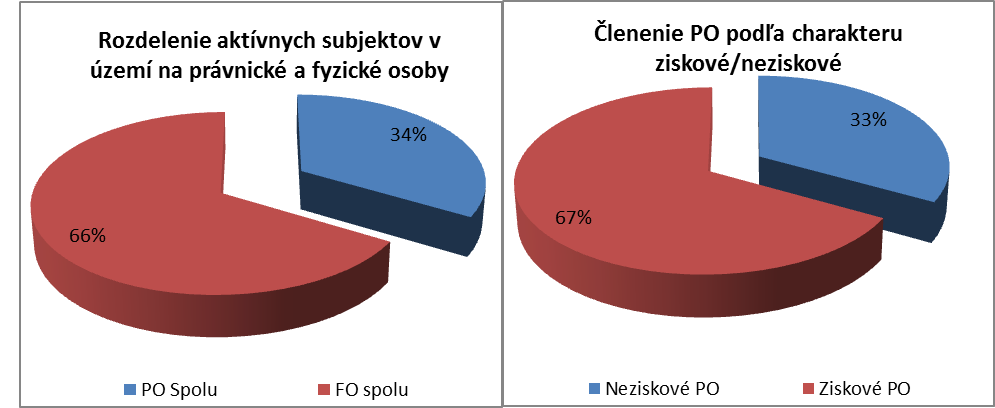 Rozdelenie aktívnych subjektov v
území na právnické a fyzické osoby
34%
66%
PO Spolu
FO spolu
Členenie PO podľa charakteru
ziskové/neziskové
33%
67%
Neziskové PO
Ziskové PO